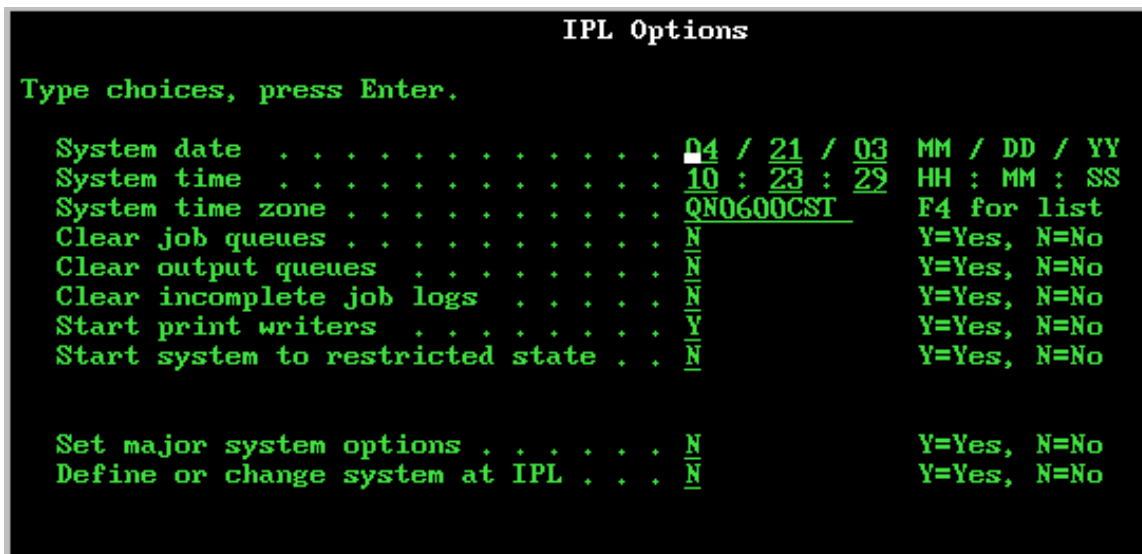 IPL Options
Type choices, press Enter.
System date . . . . . . . . . . . . . 04 / 21 / 03 MM / DD / YY
System time . . . . . . . . . . . . . 10 : 23 : 29 HH : MM : SS
System time zone . . . . . . . . . . QN0600CST F4 for list
Clear job queues . . . . . . . . . . N Y=Yes, N=No
Clear output queues . . . . . . . . N Y=Yes, N=No
Clear incomplete job logs . . . . . N Y=Yes, N=No
Start print writers . . . . . . . . Y Y=Yes, N=No
Start system to restricted state . . N Y=Yes, N=No
Set major system options . . . . . . N Y=Yes, N=No
Define or change system at IPL . . . N Y=Yes, N=No